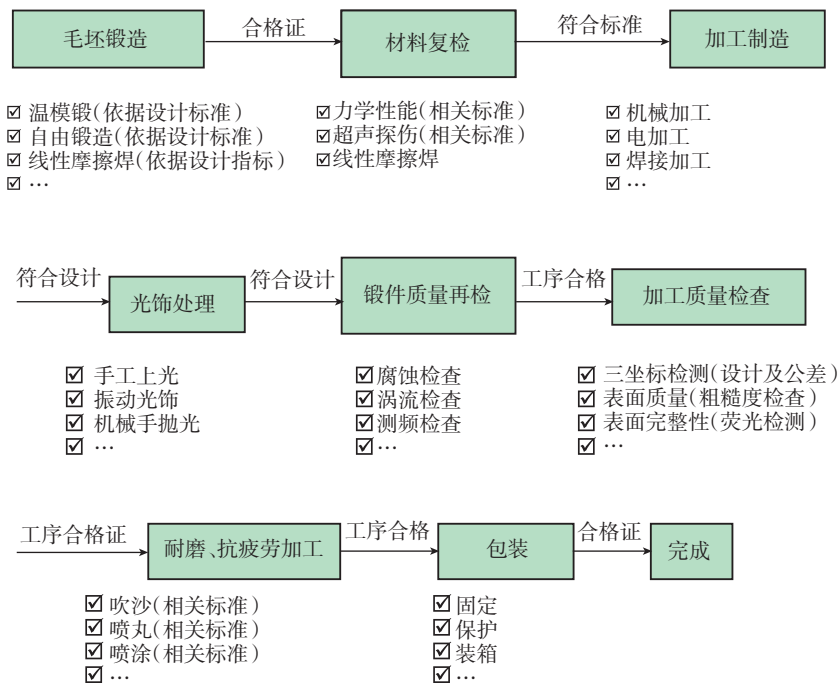 毛坯锻造 合格证 材料复检 符合标准 加工制造
☑ 温模锻(依据设计标准)
☑ 自由锻造(依据设计标准)
☑ 线性摩擦焊(依据设计指标)
☑ …
☑ 力学性能(相关标准)
☑ 超声探伤(相关标准)
☑ 线性摩擦焊
☑ 机械加工
☑ 电加工
☑ 焊接加工
☑ …
符合设计 光饰处理 符合设计 锻件质量再检 工序合格 加工质量检查
☑ 手工上光
☑ 振动光饰
☑ 机械手抛光
☑ …
☑ 腐蚀检查
☑ 涡流检查
☑ 测频检查
☑ …
☑ 三坐标检测(设计及公差)
☑ 表面质量(粗糙度检查)
☑ 表面完整性(荧光检测)
☑ …
工序合格证 耐磨、抗疲劳加工 工序合格 包装 合格证 完成
☑ 吹沙(相关标准)
☑ 喷丸(相关标准)
☑ 喷涂(相关标准)
☑ …
☑ 固定
☑ 保护
☑ 装箱
☑ …